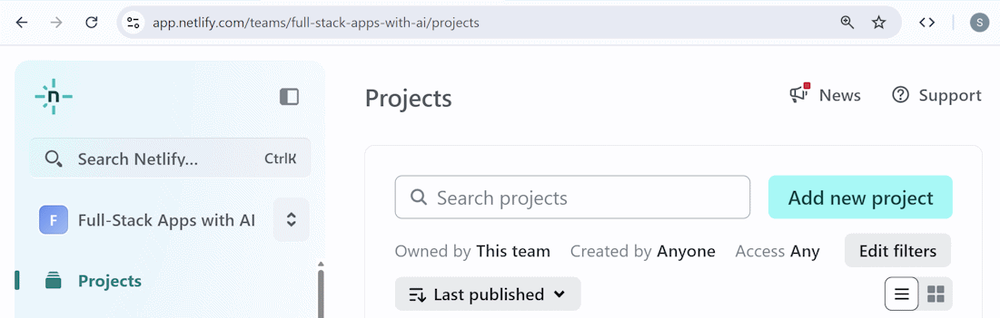 app.netlify.com/teams/full-stack-apps-with-ai/projects
S
n
Projects
News
Support
Search Netlify...
CtrlK
Search projects
Add new project
F
Full-Stack Apps with AI
Owned by This team
Created by Anyone
Access Any
Edit filters
Projects
Last published